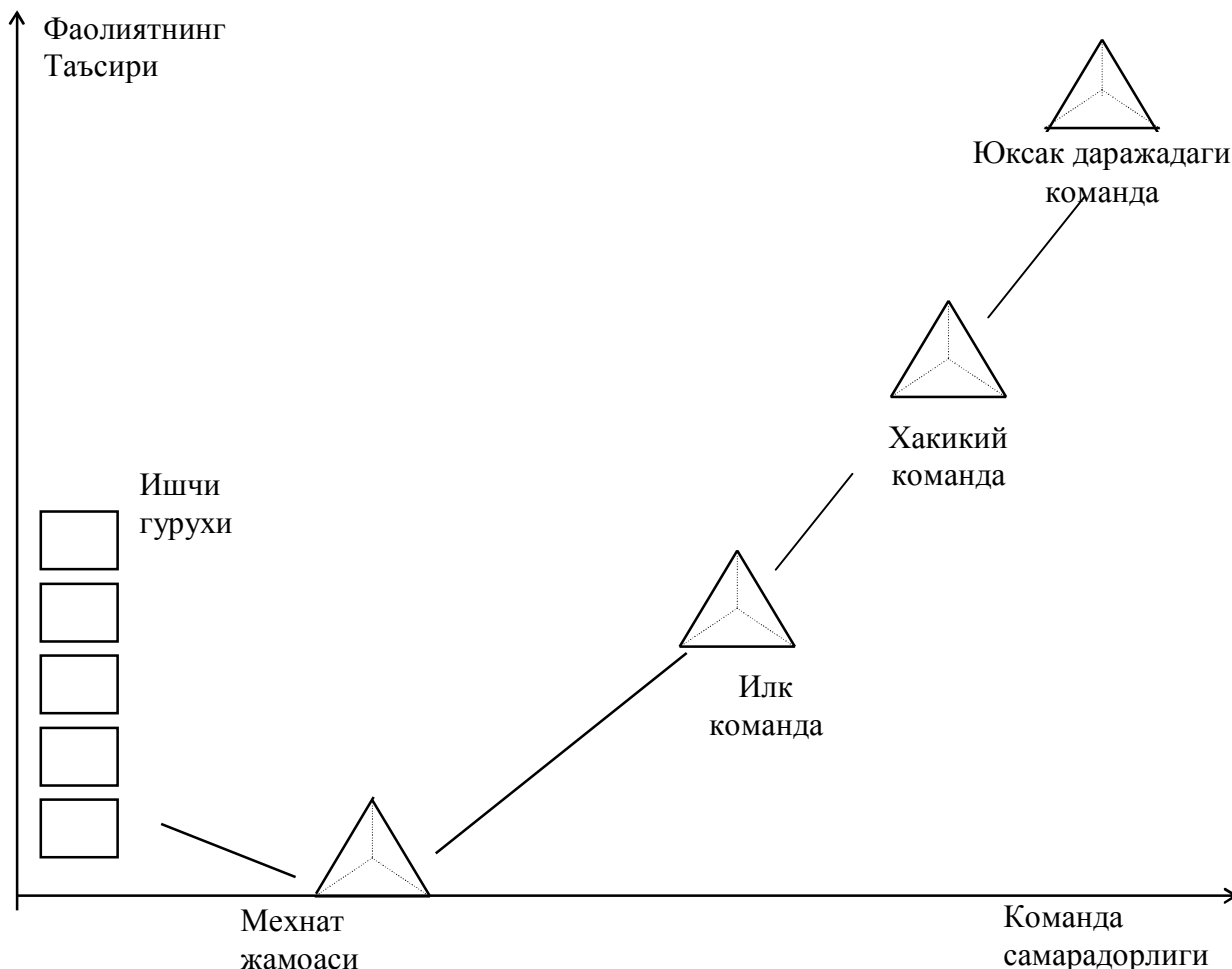 Фаолиятнинг
Таъсири
Юксак даражадаги
команда
Хакикий
команда
Ишчи
гурухи
Илк
команда
Мехнат
жамоаси
Команда
самарадорлиги